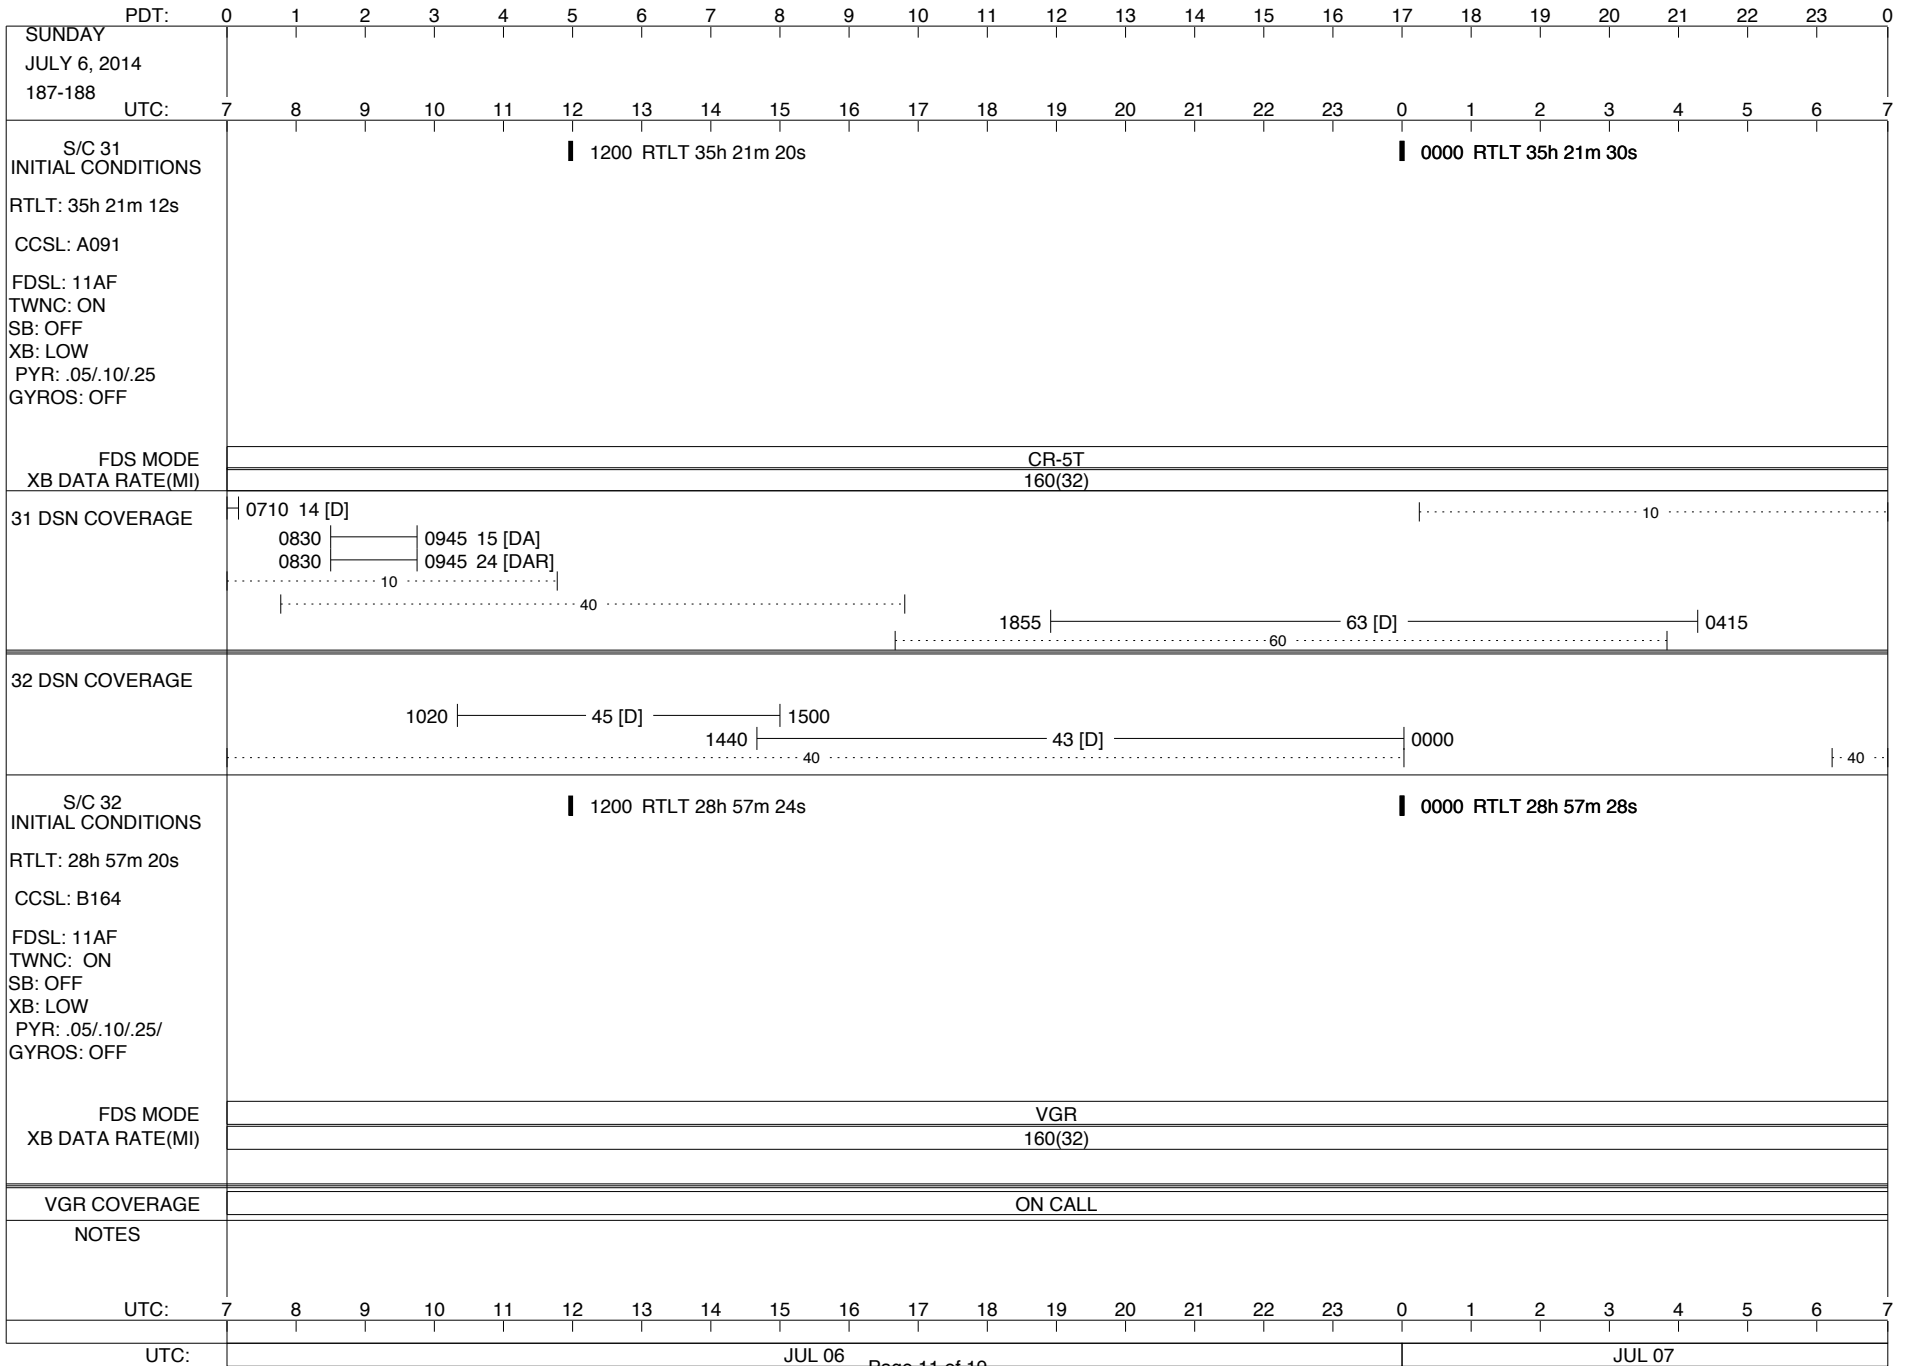 PDT: 0 1 2 3 4 5 6 7 8 9 10 11 12 13 14 15 16 17 18 19 20 21 22 23 0
SUNDAY
JULY 6, 2014
187-188
UTC: 7 8 9 10 11 12 13 14 15 16 17 18 19 20 21 22 23 0 1 2 3 4 5 6 7
S/C 31
INITIAL CONDITIONS
1200 RTLT 35h 21m 20s
0000 RTLT 35h 21m 30s
RTLT: 35h 21m 12s
CCSL: A091
FDSL: 11AF
TWNC: ON
SB: OFF
XB: LOW
PYR: .05/.10/.25
GYROS: OFF
FDS MODE CR-5T
XB DATA RATE(MI) 160(32)
31 DSN COVERAGE
0710 14 [D]
10
0830 0945 15 [DA]
0830 0945 24 [DAR]
10
40
1855 63 [D] 0415
60
32 DSN COVERAGE
1020 45 [D] 1500
1440 43 [D] 0000
40 40
S/C 32
INITIAL CONDITIONS
1200 RTLT 28h 57m 24s
0000 RTLT 28h 57m 28s
RTLT: 28h 57m 20s
CCSL: B164
FDSL: 11AF
TWNC: ON
SB: OFF
XB: LOW
PYR: .05/.10/.25/
GYROS: OFF
FDS MODE VGR
XB DATA RATE(MI) 160(32)
VGR COVERAGE ON CALL
NOTES
UTC: 7 8 9 10 11 12 13 14 15 16 17 18 19 20 21 22 23 0 1 2 3 4 5 6 7
UTC: JUL 06 JUL 07